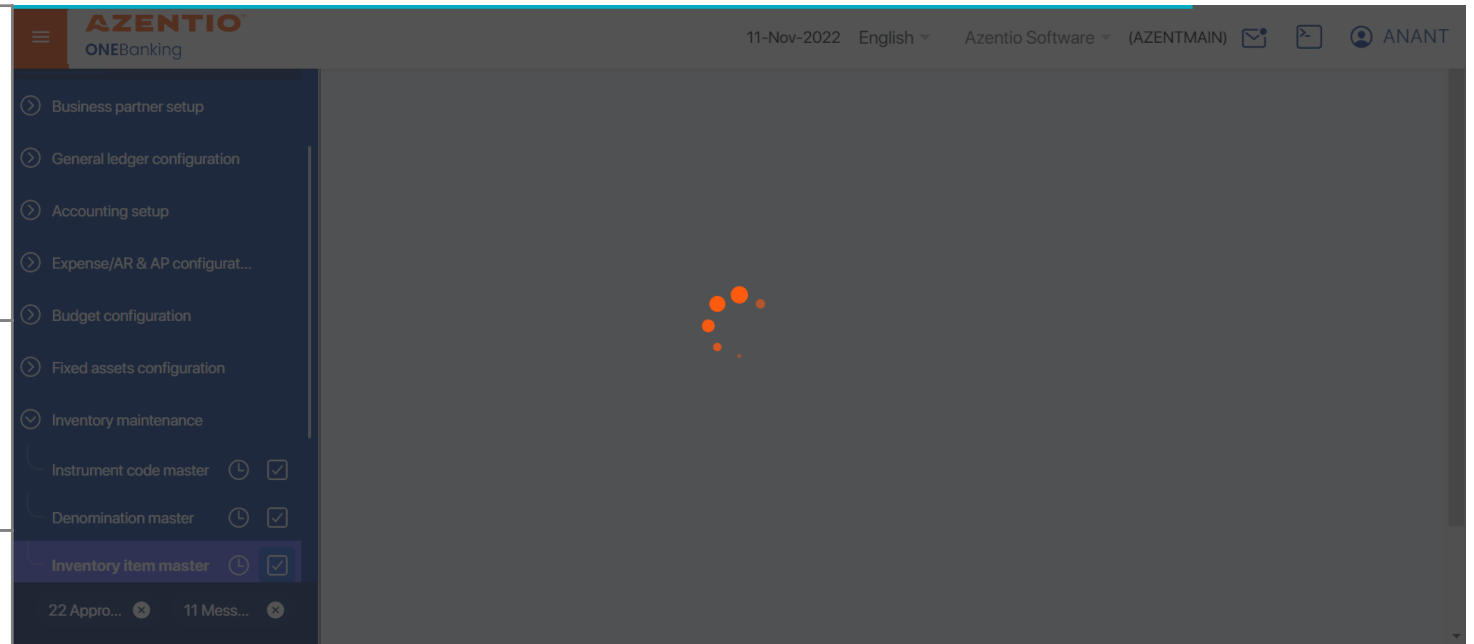 AZENTIO
ONEBanking
11-Nov-2022 English Azentio Software (AZENTMAIN) ANANT
Business partner setup
General ledger configuration
Accounting setup
Expense/AR & AP configurat...
Budget configuration
Fixed assets configuration
Inventory maintenance
Instrument code master
Denomination master
Inventory item master
22 Appro... 11 Mess...